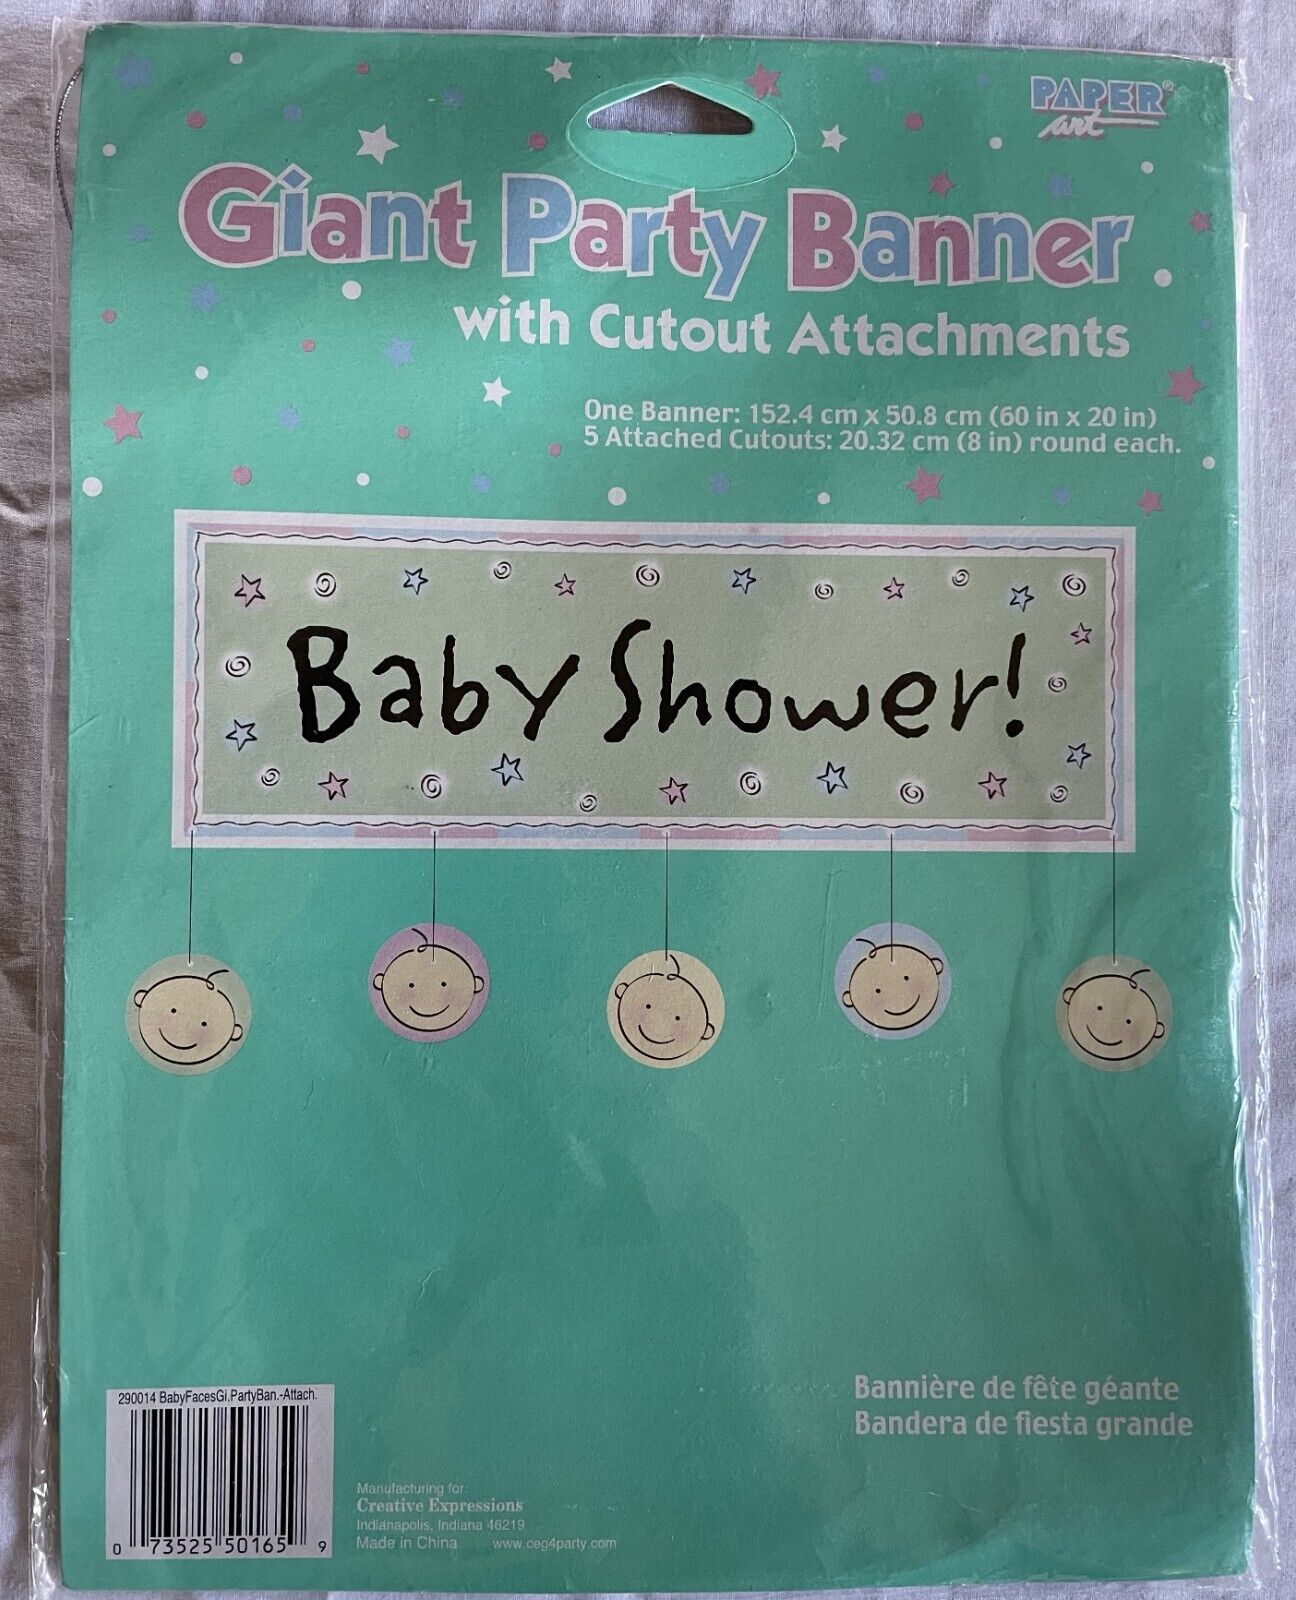 PAPER
art
Giant Party Banner
with Cutout Attachments
One Banner: 152.4 cm x 50.8 cm (60 in x 20 in)
5 Attached Cutouts: 20.32 cm (8 in) round each.
Baby Shower!
290014 BabyFacesGi.PartyBan.-Attach.
0 73525 50165 9
Manufacturing for:
Creative Expressions
Indianapolis, Indiana 46219
Made in China www.ceg4party.com
Bannière de fête géante
Bandera de fiesta grande